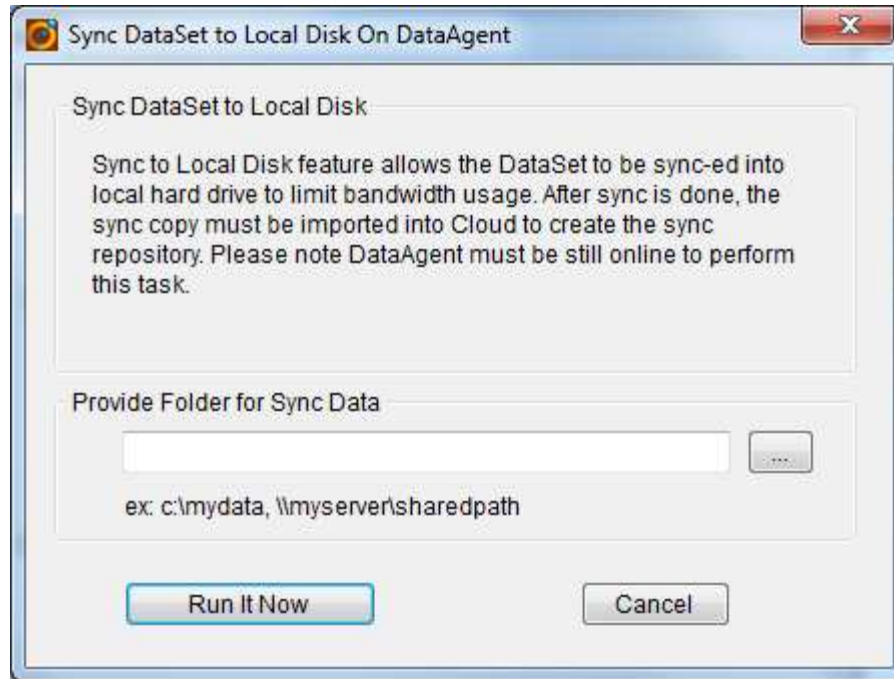 Sync DataSet to Local Disk On DataAgent
Sync DataSet to Local Disk
Sync to Local Disk feature allows the DataSet to be sync-ed into
local hard drive to limit bandwidth usage. After sync is done, the
sync copy must be imported into Cloud to create the sync
repository. Please note DataAgent must be still online to perform
this task.
Provide Folder for Sync Data
...
ex: c:\mydata, \\myserver\sharedpath
Run It Now
Cancel